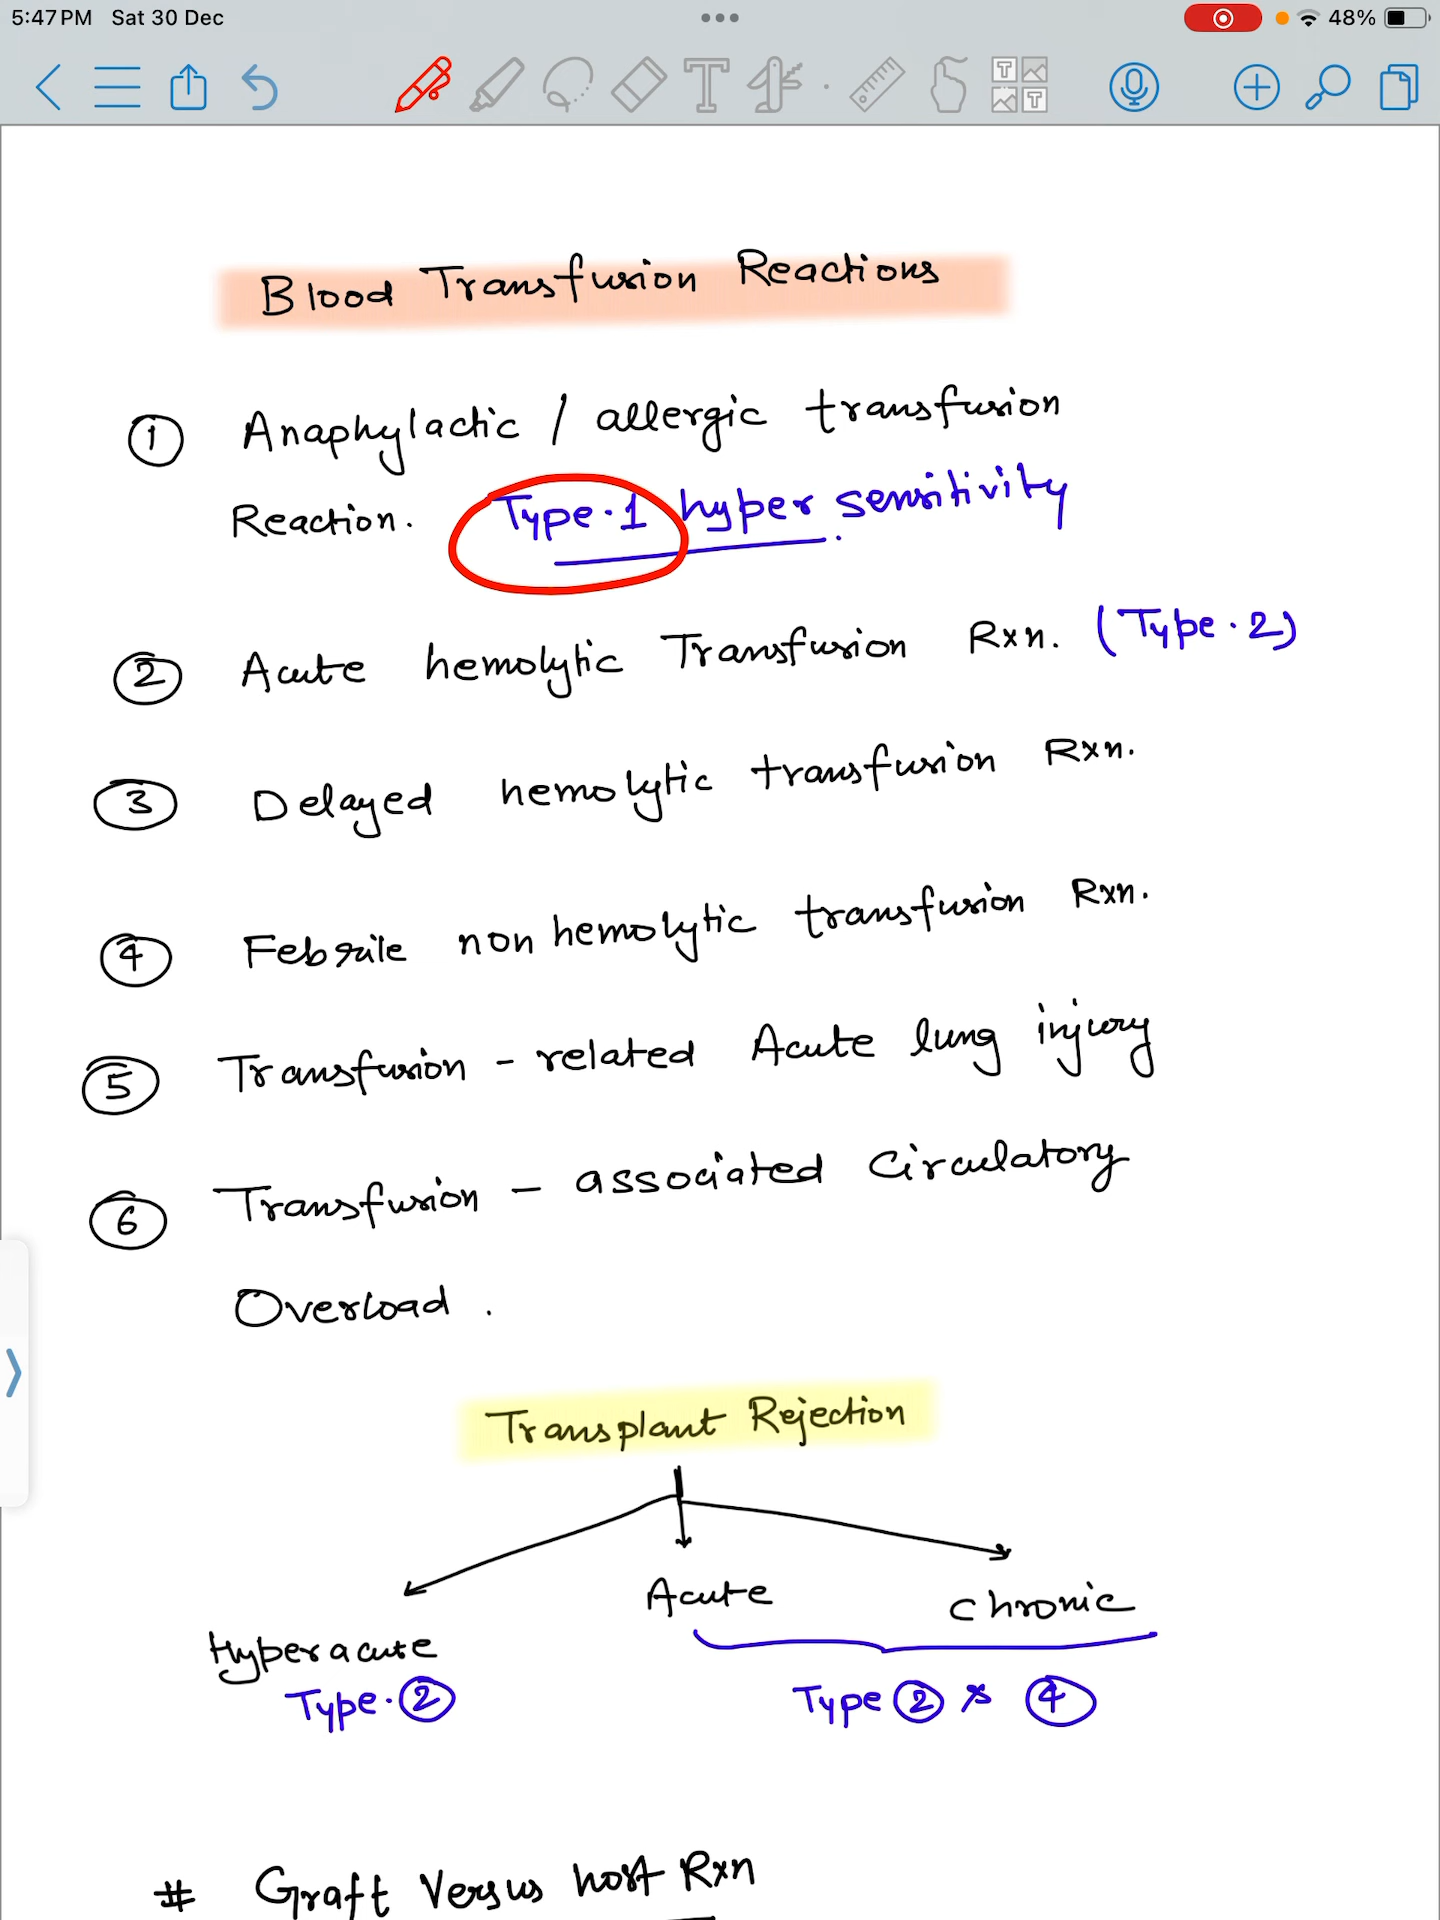 5:47 PM Sat 30 Dec
48%
Blood Transfusion Reactions
① Anaphylactic / allergic transfusion
Reaction. Type·1 hyper sensitivity
② Acute hemolytic Transfusion Rxn. (Type·2)
③ Delayed hemolytic transfusion Rxn.
④ Febrile non hemolytic transfusion Rxn.
⑤ Transfusion - related Acute lung injury
⑥ Transfusion - associated Circulatory
Overload.
Transplant Rejection
Hyperacute Acute Chronic
Type·② Type ② & ④
# Graft Versus host Rxn